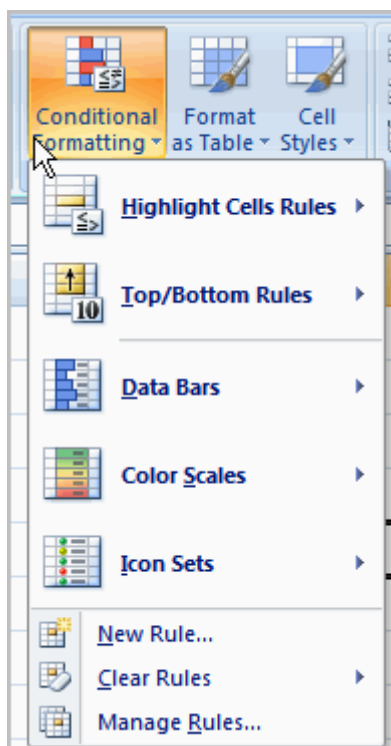 Conditional Format Cell
Formatting as Table Styles
Highlight Cells Rules
10
Top/Bottom Rules
Data Bars
Color Scales
Icon Sets
New Rule...
Clear Rules
Manage Rules...